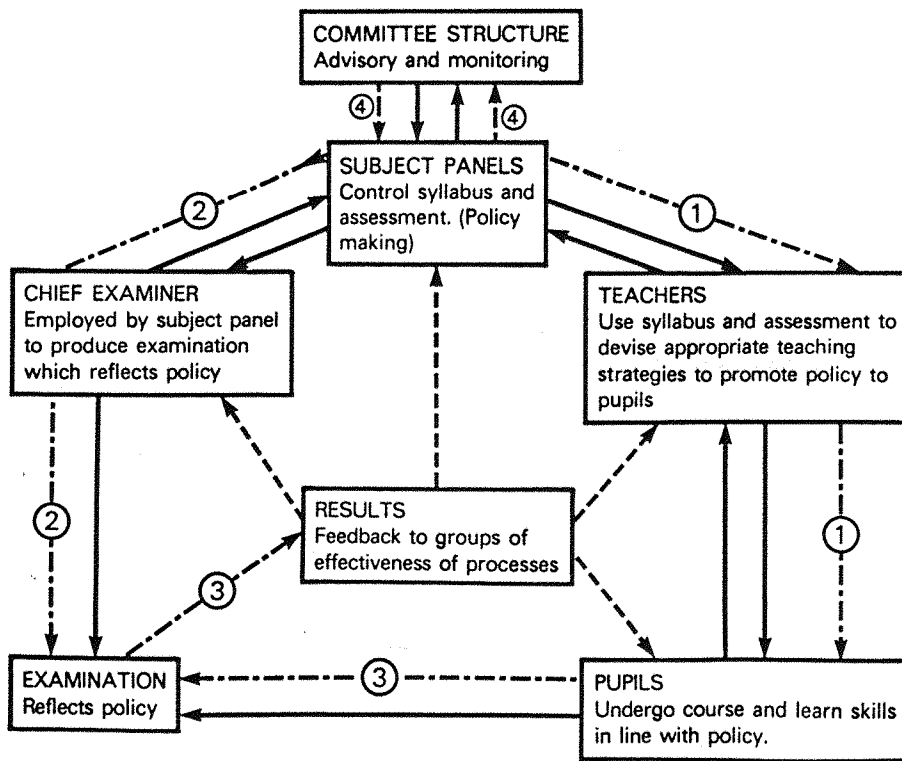 COMMITTEE STRUCTURE
Advisory and monitoring
④
④
SUBJECT PANELS
Control syllabus and
assessment. (Policy
making)
②
①
CHIEF EXAMINER
Employed by subject panel
to produce examination
which reflects policy
TEACHERS
Use syllabus and assessment to
devise appropriate teaching
strategies to promote policy to
pupils
RESULTS
Feedback to groups of
effectiveness of processes
②
①
③
③
EXAMINATION
Reflects policy
PUPILS
Undergo course and learn skills
in line with policy.